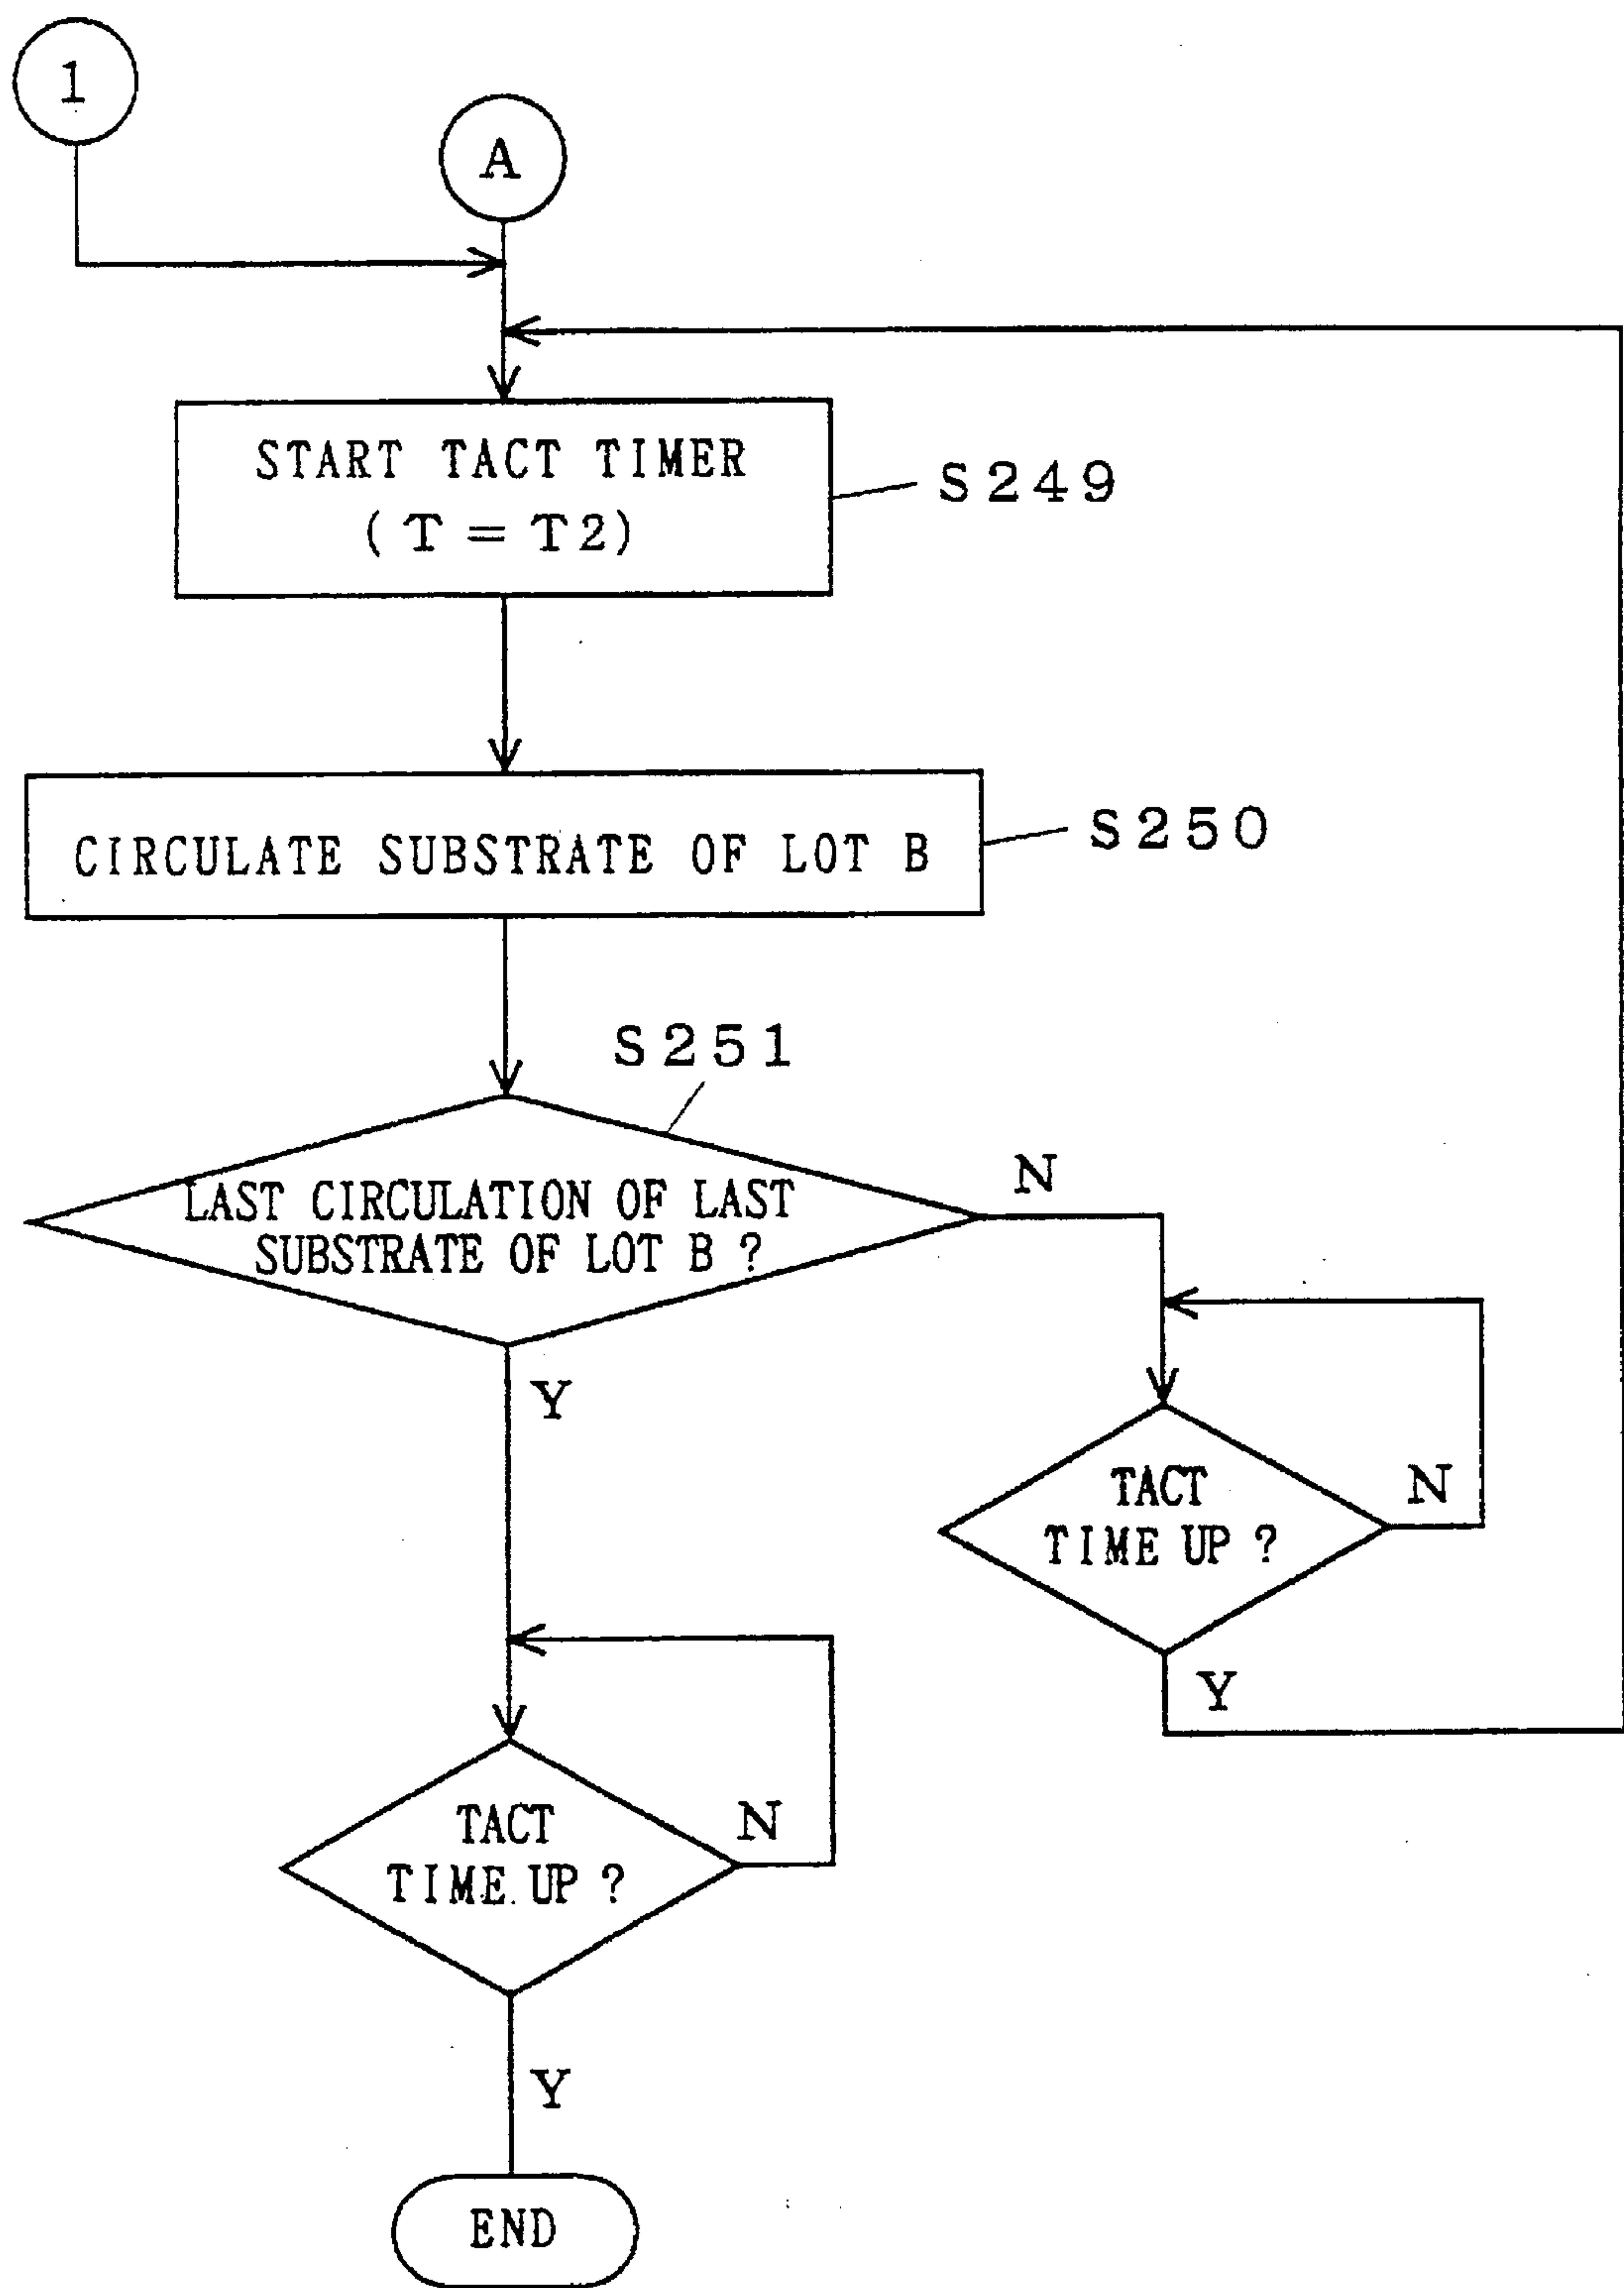 1
A
START TACT TIMER
(T = T2)
S249
CIRCULATE SUBSTRATE OF LOT B
S250
S251
LAST CIRCULATION OF LAST
SUBSTRATE OF LOT B ?
N
Y
TACT
TIME UP ?
N
Y
TACT
TIME UP ?
N
Y
END